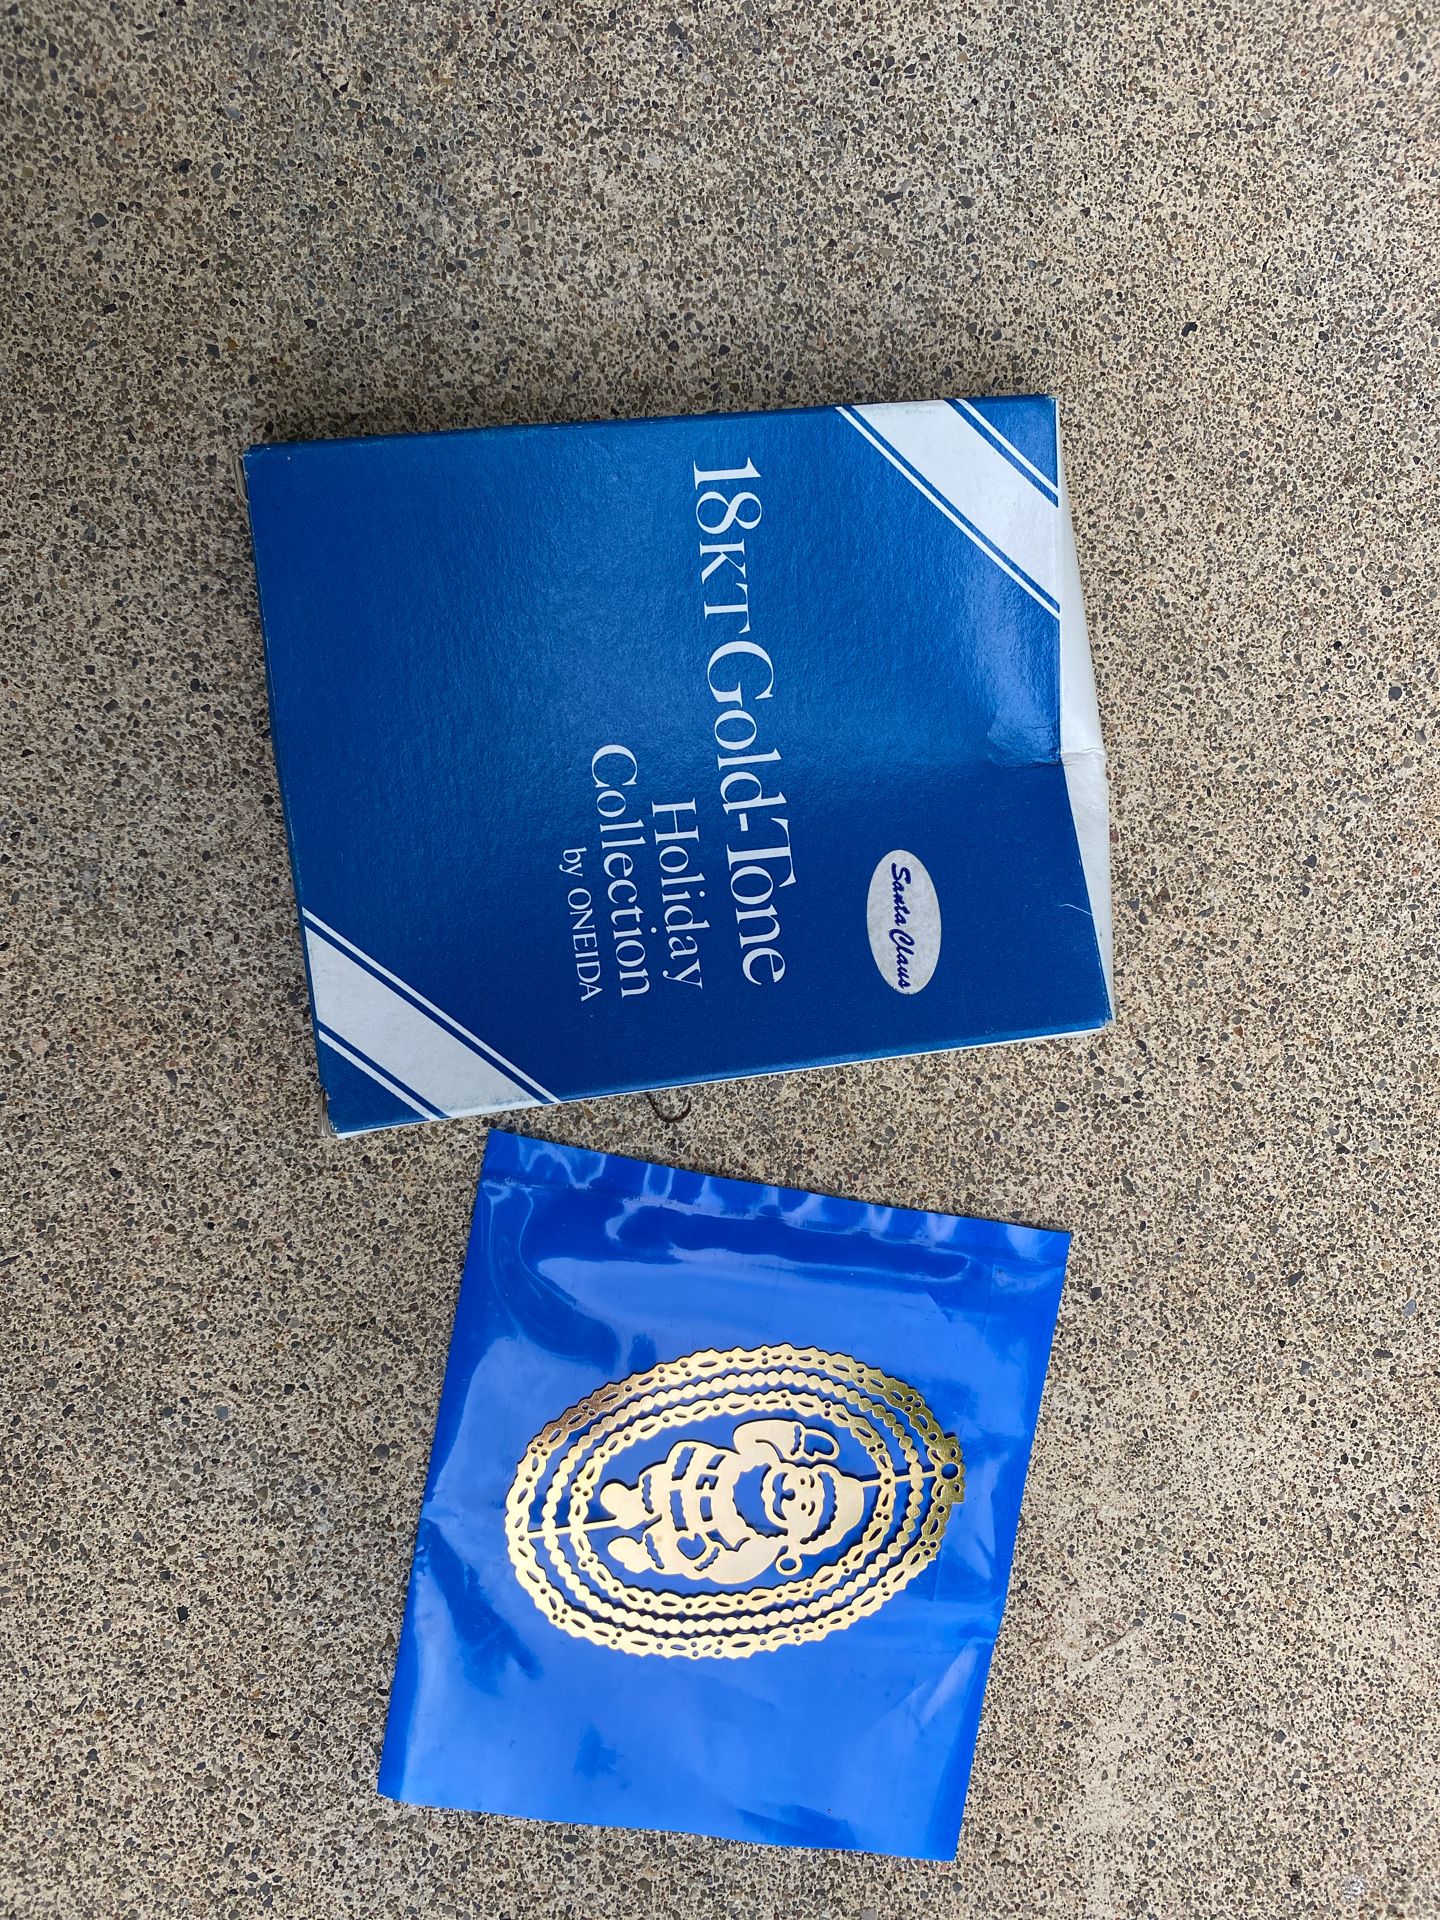 Santa Claus
18KT Gold-Tone
Holiday
Collection
by ONEIDA